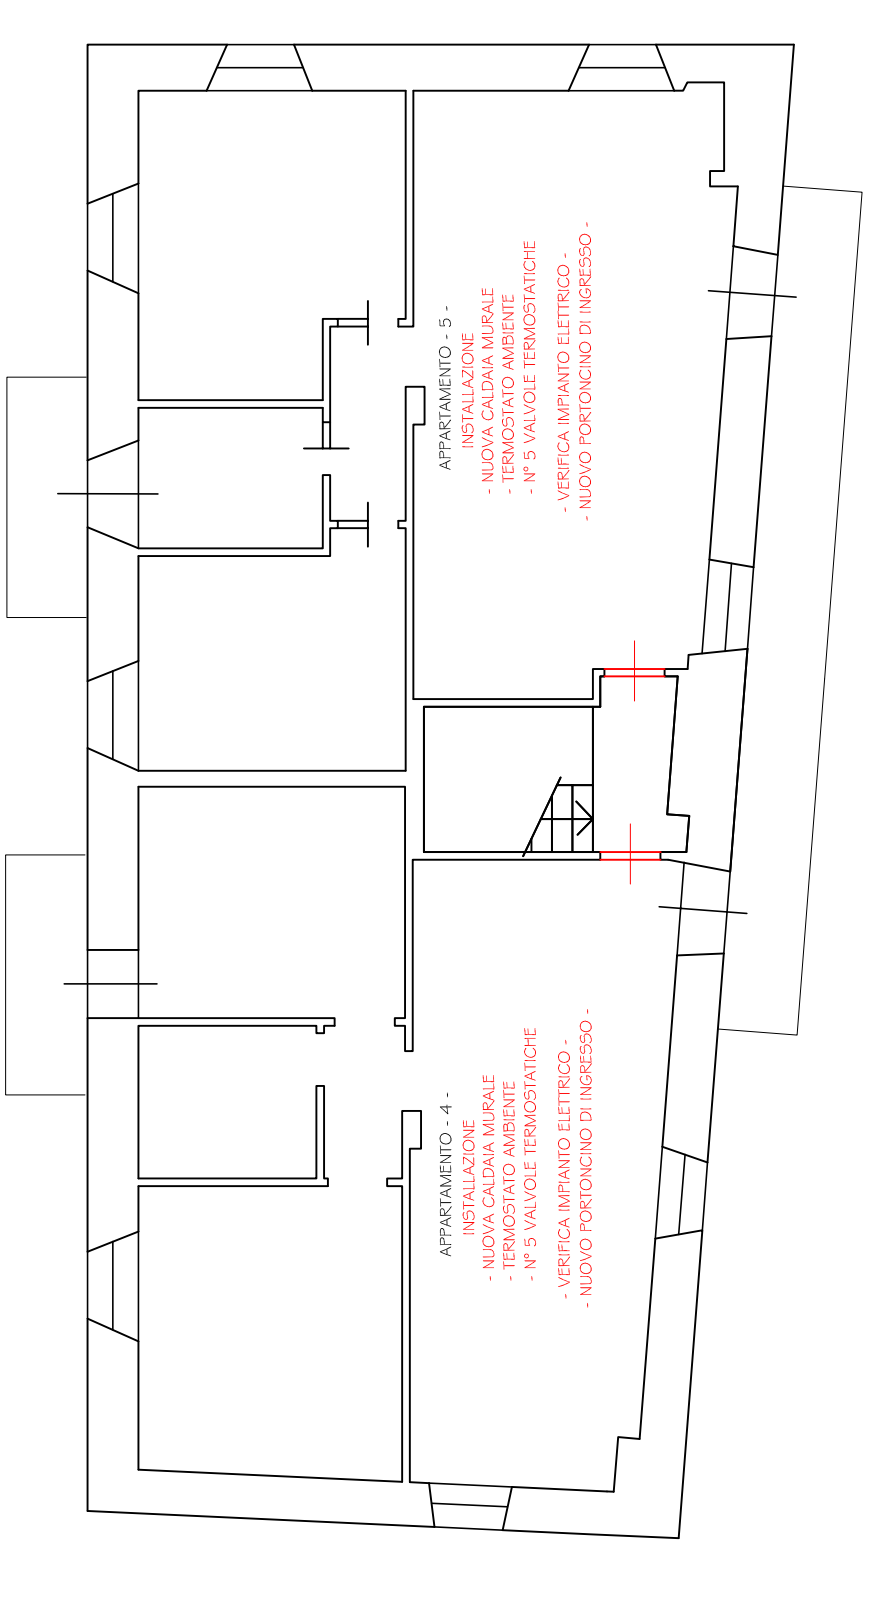 APPARTAMENTO - 5 -
INSTALLAZIONE
- NUOVA CALDAIA MURALE
- TERMOSTATO AMBIENTE
- N° 5 VALVOLE TERMOSTATICHE
- VERIFICA IMPIANTO ELETTRICO -
- NUOVO PORTONCINO DI INGRESSO -
APPARTAMENTO - 4 -
INSTALLAZIONE
- NUOVA CALDAIA MURALE
- TERMOSTATO AMBIENTE
- N° 5 VALVOLE TERMOSTATICHE
- VERIFICA IMPIANTO ELETTRICO -
- NUOVO PORTONCINO DI INGRESSO -